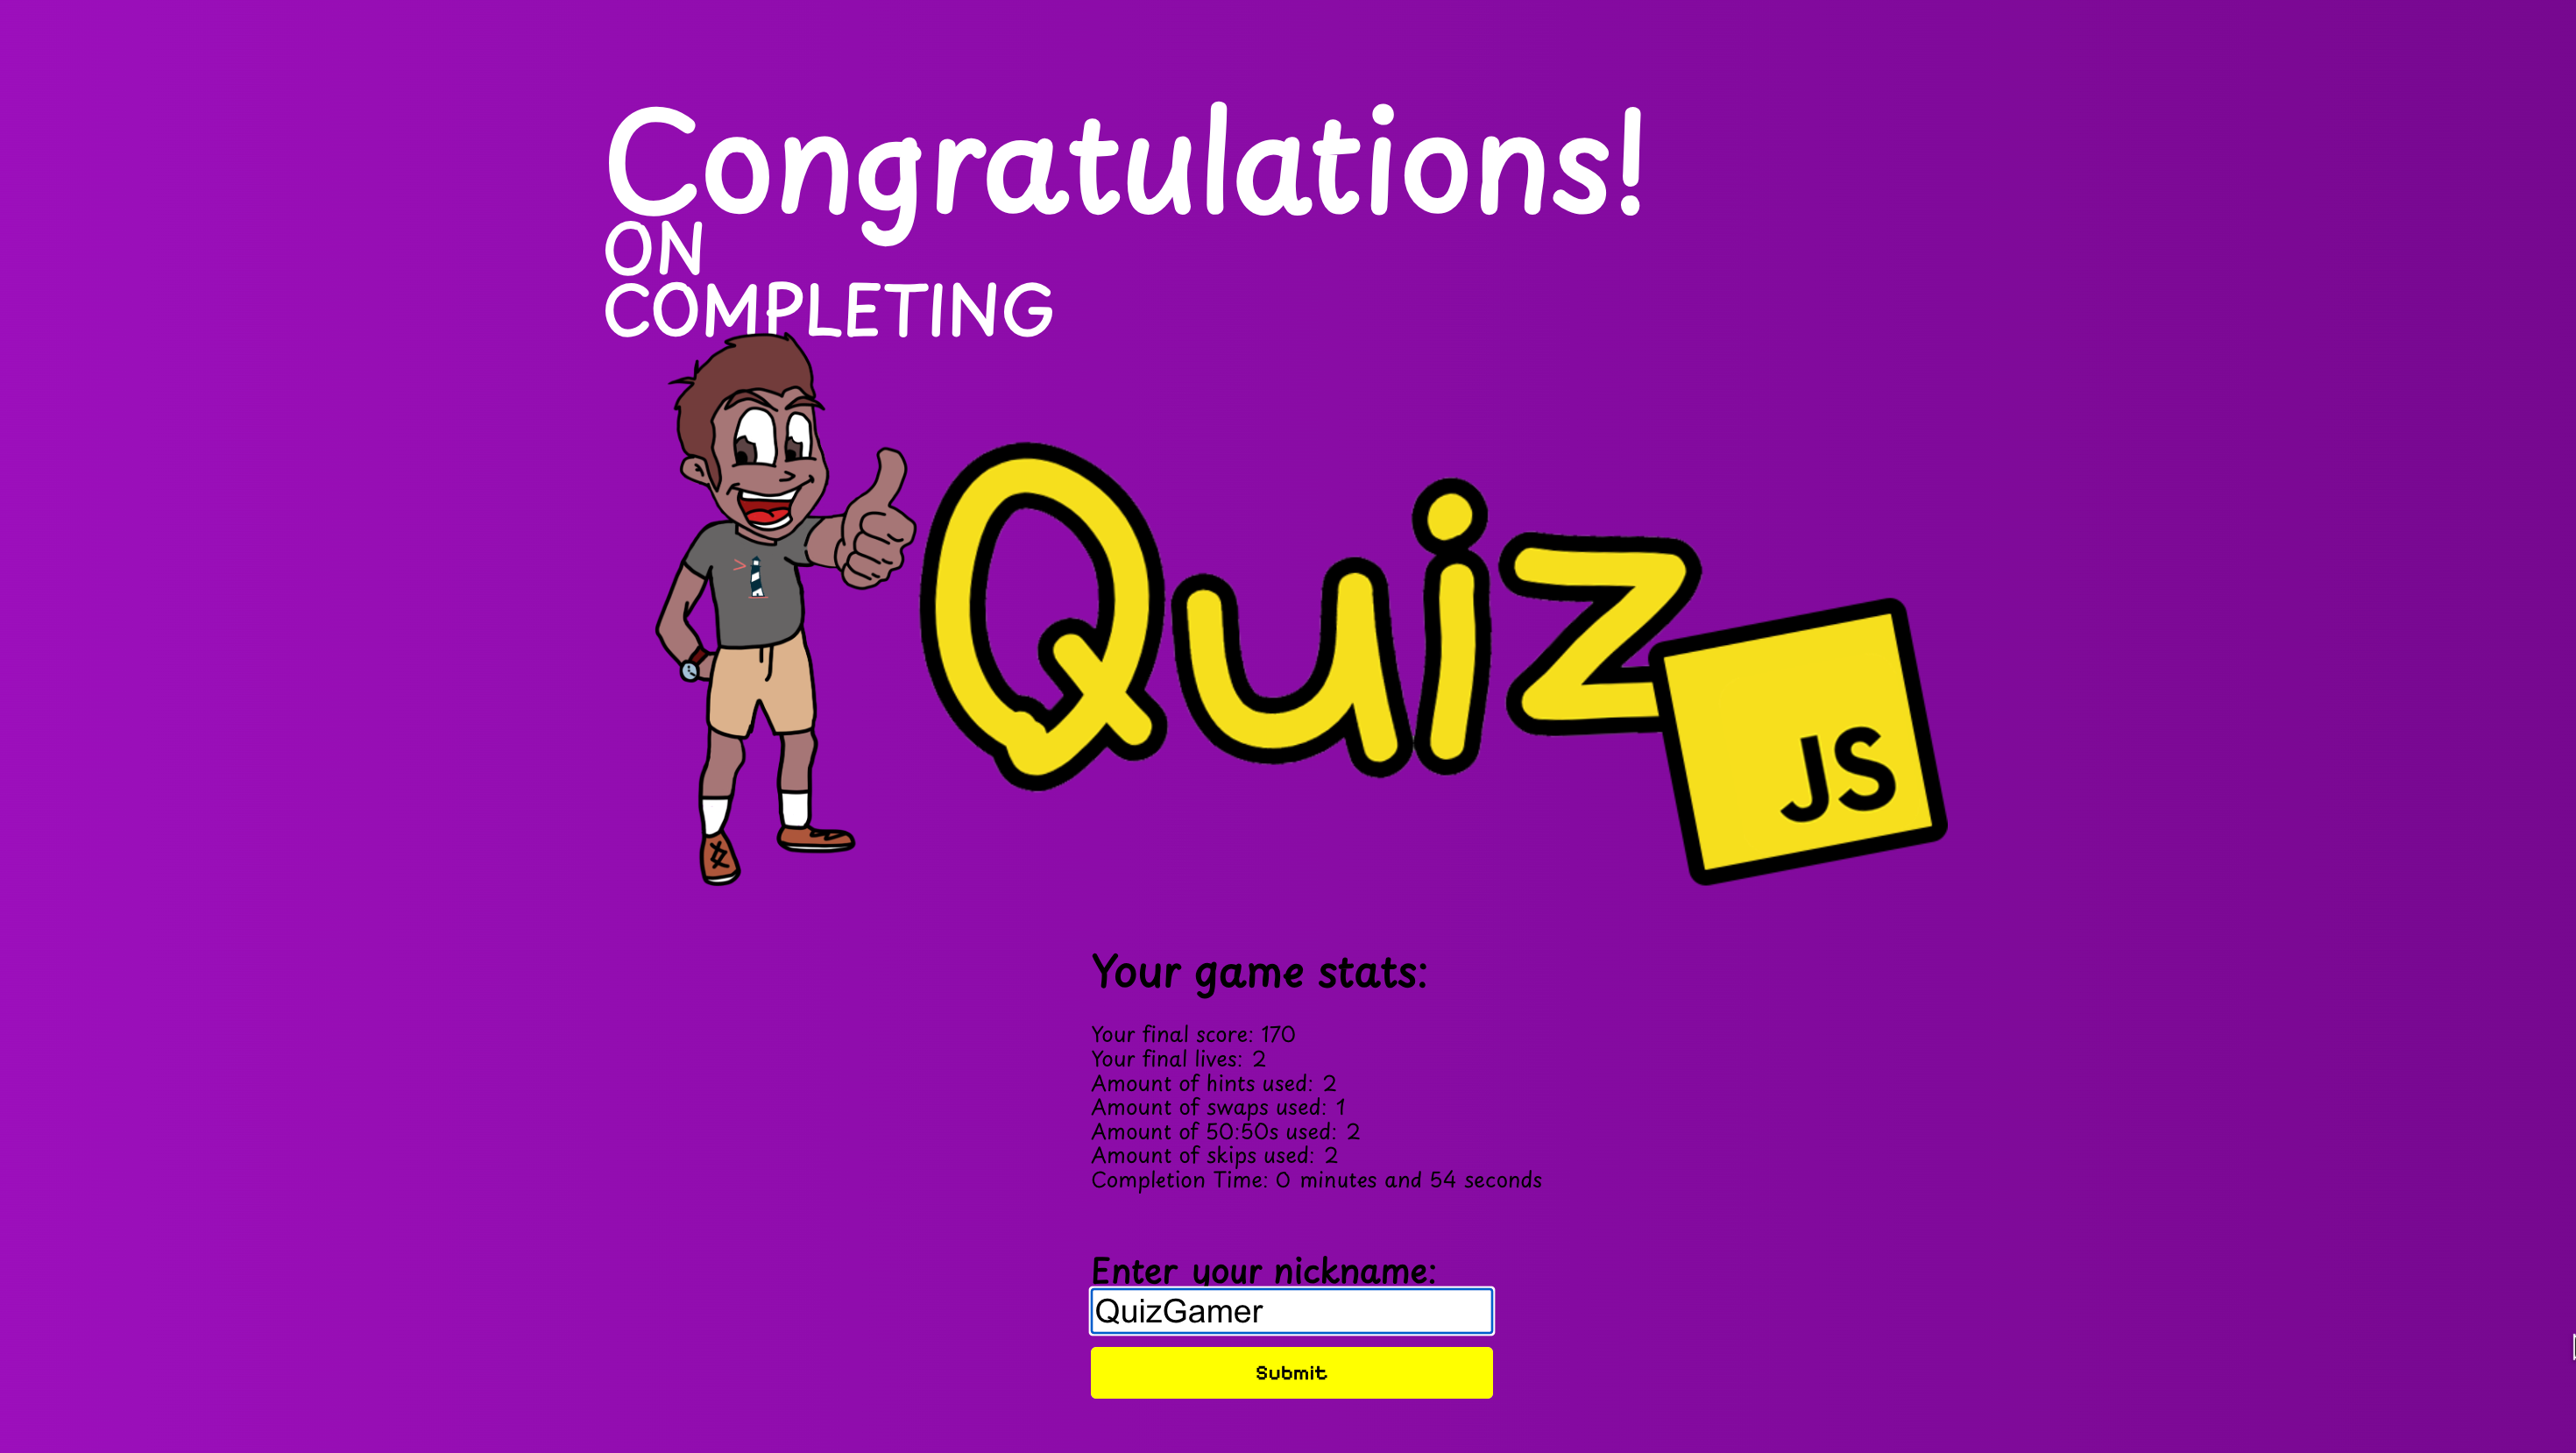 Congratulations!
ON
COMPLETING
Quiz
JS
Your game stats:
Your final score: 170
Your final lives: 2
Amount of hints used: 2
Amount of swaps used: 1
Amount of 50:50s used: 2
Amount of skips used: 2
Completion Time: 0 minutes and 54 seconds
Enter your nickname:
QuizGamer
Submit